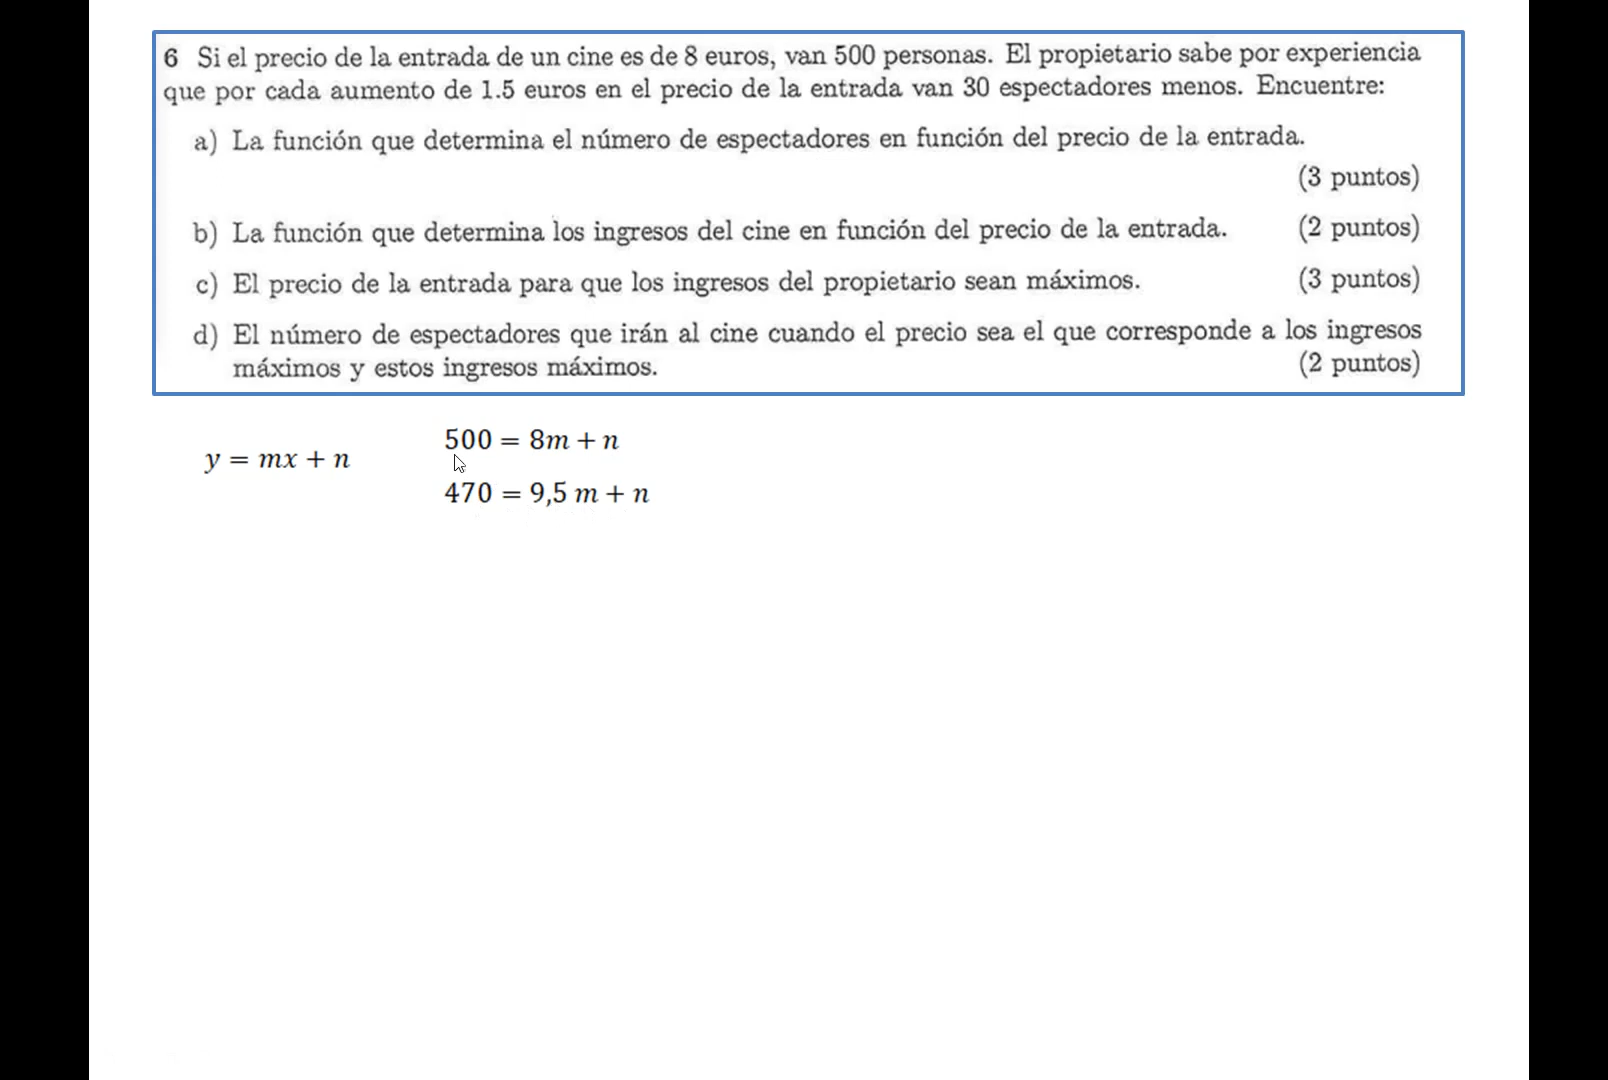 6 Si el precio de la entrada de un cine es de 8 euros, van 500 personas. El propietario sabe por experiencia
que por cada aumento de 1.5 euros en el precio de la entrada van 30 espectadores menos. Encuentre:
a) La función que determina el número de espectadores en función del precio de la entrada.
(3 puntos)
b) La función que determina los ingresos del cine en función del precio de la entrada. (2 puntos)
c) El precio de la entrada para que los ingresos del propietario sean máximos. (3 puntos)
d) El número de espectadores que irán al cine cuando el precio sea el que corresponde a los ingresos
máximos y estos ingresos máximos. (2 puntos)
y = mx + n
500 = 8m + n
470 = 9,5 m + n